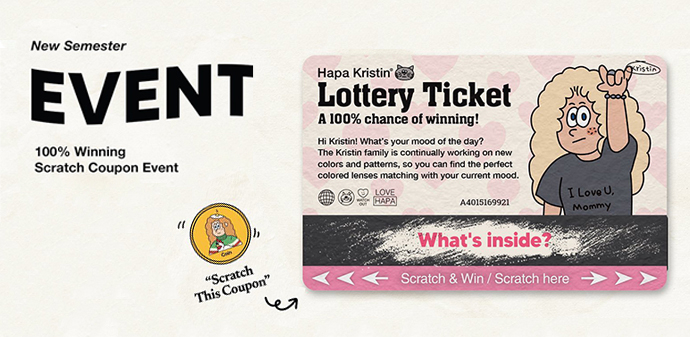 New Semester
EVENT
100% Winning
Scratch Coupon Event
Coin
"Scratch
This Coupon"
Hapa Kristin®
Lottery Ticket
A 100% chance of winning!
Hi Kristin! What's your mood of the day?
The Kristin family is continually working on new
colors and patterns, so you can find the perfect
colored lenses matching with your current mood.
WATCH
OUT
LOVE
HAPA
A4015169921
Kristin
I Love U,
Mommy
What's inside?
Scratch & Win / Scratch here